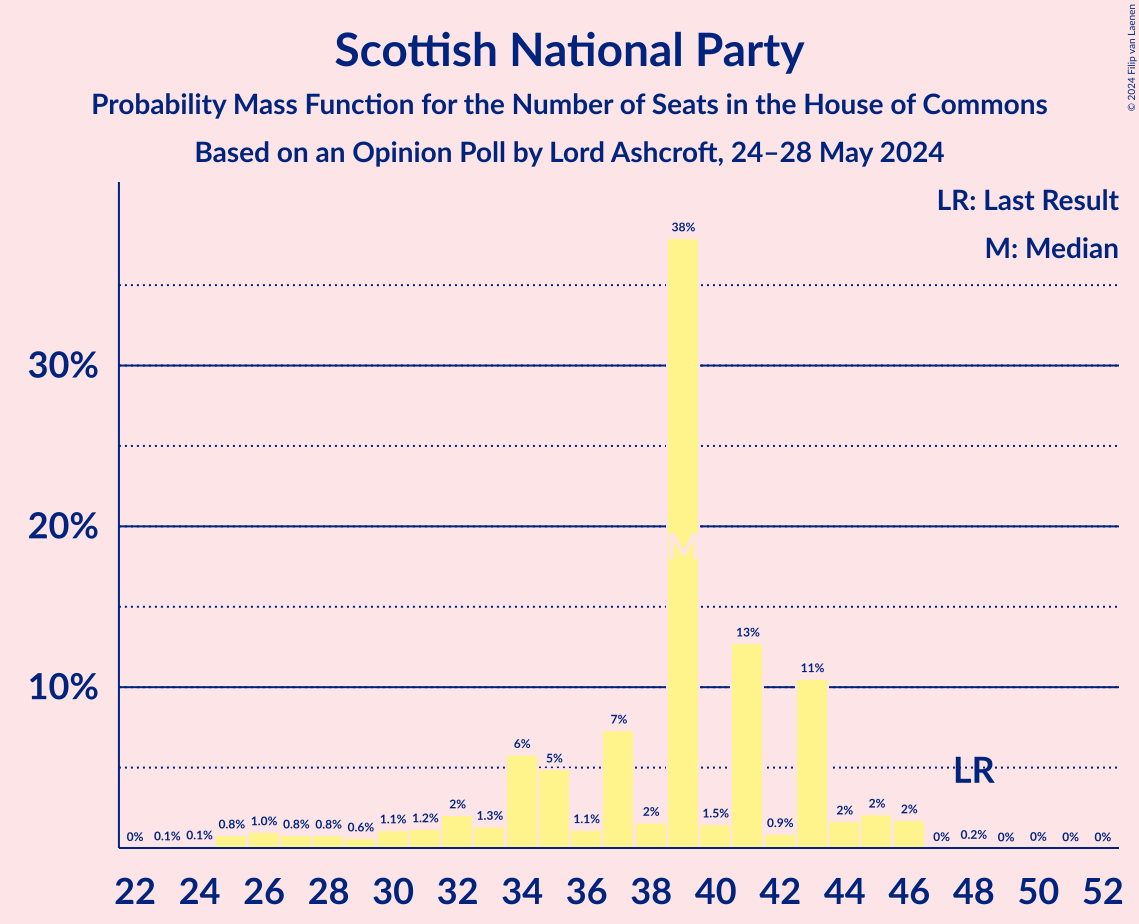 © 2024 Filip van Laenen
Scottish National Party
Probability Mass Function for the Number of Seats in the House of Commons
Based on an Opinion Poll by Lord Ashcroft, 24–28 May 2024
LR: Last Result
M: Median
30%
20%
10%
0% 0.1% 0.1% 0.8% 1.0% 0.8% 0.8% 0.6% 1.1% 1.2% 2% 1.3% 6% 5% 1.1% 7% 2% 38% 1.5% 13% 0.9% 11% 2% 2% 2% 0% 0.2% 0% 0% 0% 0%
M
LR
22 24 26 28 30 32 34 36 38 40 42 44 46 48 50 52